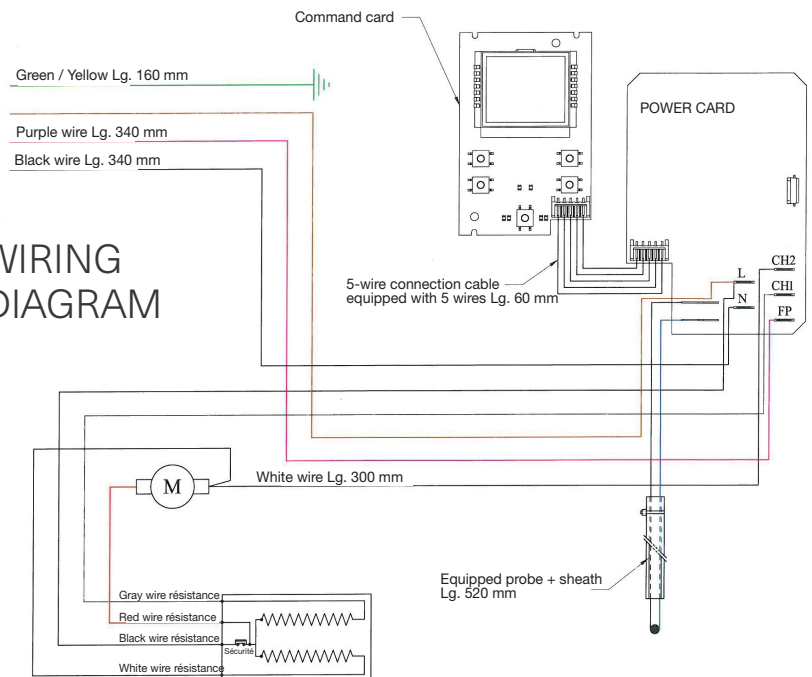 Command card
Green / Yellow Lg. 160 mm
POWER CARD
Purple wire Lg. 340 mm
Black wire Lg. 340 mm
WIRING
DIAGRAM
5-wire connection cable
equipped with 5 wires Lg. 60 mm
L
N
CH2
CH1
FP
M
White wire Lg. 300 mm
Equipped probe + sheath
Lg. 520 mm
Gray wire résistance
Red wire résistance
Black wire résistance
Sécurité
White wire résistance